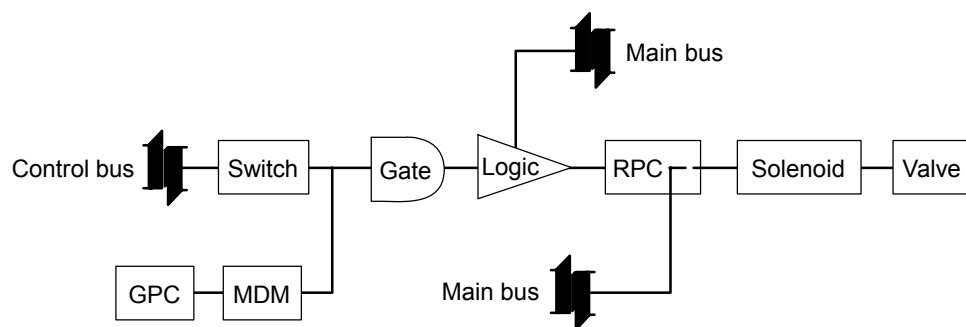 Main bus
Control bus
Switch
Gate
Logic
RPC
Solenoid
Valve
GPC
MDM
Main bus